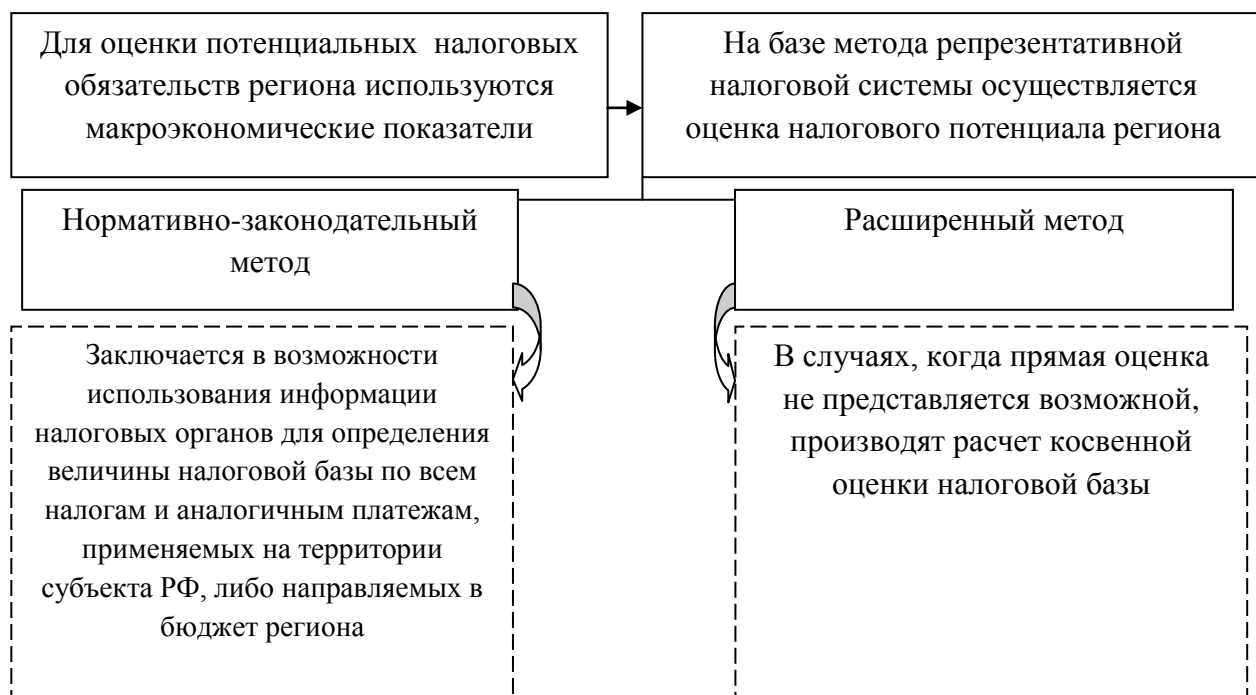 Для оценки потенциальных налоговых
обязательств региона используются
макроэкономические показатели
На базе метода репрезентативной
налоговой системы осуществляется
оценка налогового потенциала региона
Нормативно-законодательный
метод
Расширенный метод
Заключается в возможности
использования информации
налоговых органов для определения
величины налоговой базы по всем
налогам и аналогичным платежам,
применяемых на территории
субъекта РФ, либо направляемых в
бюджет региона
В случаях, когда прямая оценка
не представляется возможной,
производят расчет косвенной
оценки налоговой базы